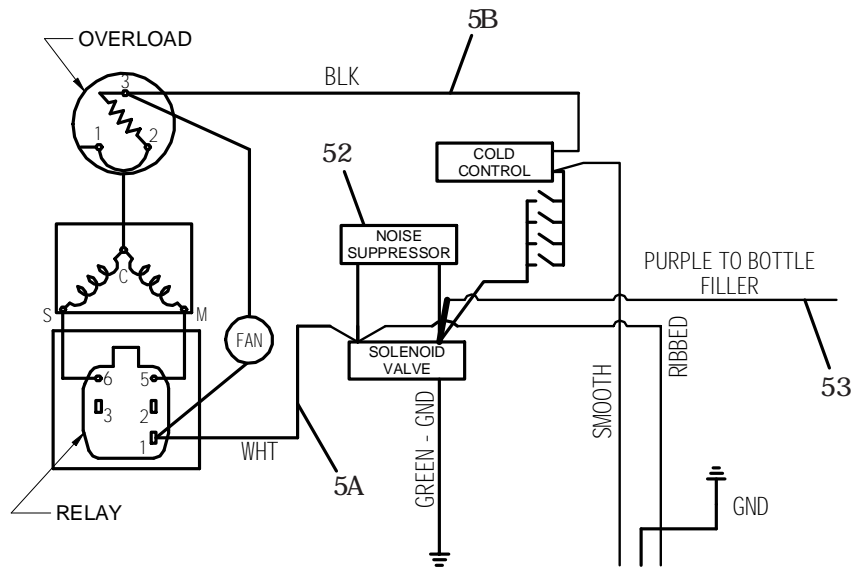 5B
OVERLOAD
BLK
3
1
2
52
COLD
CONTROL
NOISE
SUPPRESSOR
PURPLE TO BOTTLE
FILLER
C
S
M
FAN
SOLENOID
VALVE
RIBBED
53
6
5
3
2
1
WHT
5A
GREEN - GND
SMOOTH
GND
RELAY